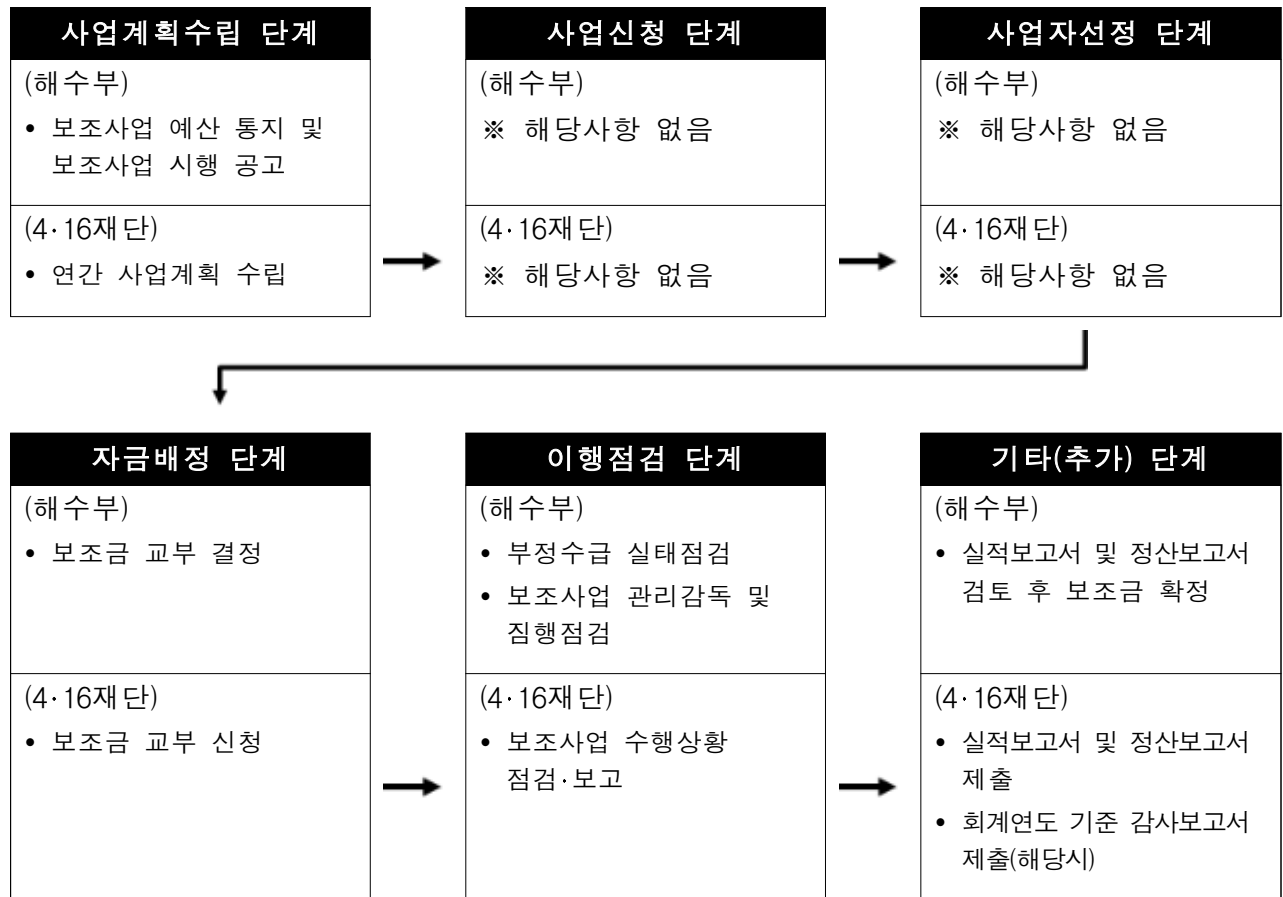 사업계획수립 단계
(해수부)
• 보조사업 예산 통지 및
보조사업 시행 공고
(4·16재단)
• 연간 사업계획 수립
사업신청 단계
(해수부)
※ 해당사항 없음
(4·16재단)
※ 해당사항 없음
사업자선정 단계
(해수부)
※ 해당사항 없음
(4·16재단)
※ 해당사항 없음
자금배정 단계
(해수부)
• 보조금 교부 결정
(4·16재단)
• 보조금 교부 신청
이행점검 단계
(해수부)
• 부정수급 실태점검
• 보조사업 관리감독 및
짐행점검
(4·16재단)
• 보조사업 수행상황
점검·보고
기타(추가) 단계
(해수부)
• 실적보고서 및 정산보고서
검토 후 보조금 확정
(4·16재단)
• 실적보고서 및 정산보고서
제출
• 회계연도 기준 감사보고서
제출(해당시)